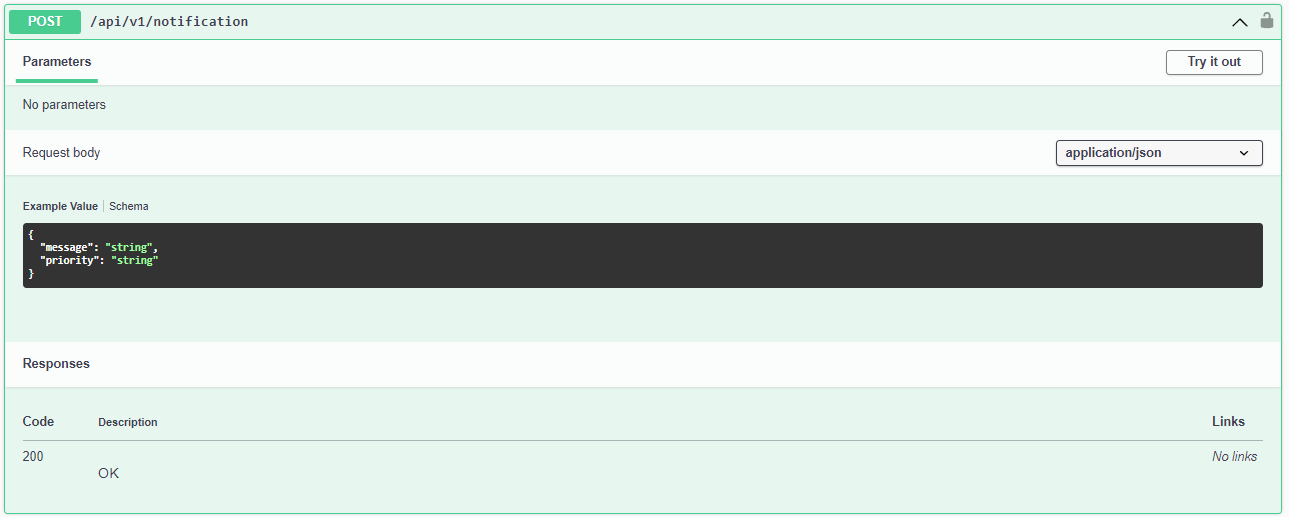 POST /api/v1/notification
Parameters
Try it out
No parameters
Request body
application/json
Example Value Schema
{
  "message": "string",
  "priority": "string"
}
Responses
Code Description Links
200 No links
OK